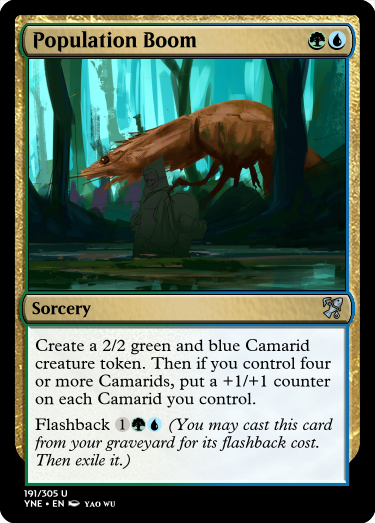 Population Boom
Sorcery
Create a 2/2 green and blue Camarid
creature token. Then if you control four
or more Camarids, put a +1/+1 counter
on each Camarid you control.
Flashback 1 (You may cast this card
from your graveyard for its flashback cost.
Then exile it.)
191/305 U
YNE • EN YAO WU